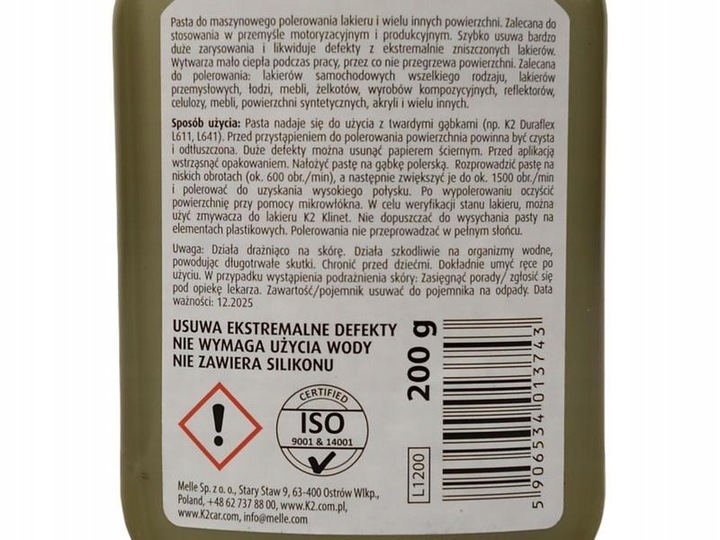 Pasta do maszynowego polerowania lakieru i wielu innych powierzchni. Zalecana do
stosowania w przemyśle motoryzacyjnym i produkcyjnym. Szybko usuwa bardzo
duże zarysowania i likwiduje defekty z ekstremalnie zniszczonych lakierów.
Wytwarza mało ciepła podczas pracy, przez co nie przegrzewa powierzchni. Zalecana
do polerowania: lakierów samochodowych wszelkiego rodzaju, lakierów
przemysłowych, łodzi, mebli, żelkotów, wyrobów kompozycyjnych, reflektorów,
celulozy, mebli, powierzchni syntetycznych, akryli i wielu innych.
Sposób użycia: Pasta nadaje się do użycia z twardymi gąbkami (np. K2 Duraflex
L611, L641). Przed przystąpieniem do polerowania powierzchnia powinna być czysta
i odtłuszczona. Duże defekty można usunąć papierem ściernym. Przed aplikacją
wstrząsnąć opakowaniem. Nałożyć pastę na gąbkę polerską. Rozprowadzić pastę na
niskich obrotach (ok. 600 obr./min), a następnie zwiększyć je do ok. 1500 obr./min
i polerować do uzyskania wysokiego połysku. Po wypolerowaniu oczyścić
powierzchnię przy pomocy mikrowłókna. W celu weryfikacji stanu lakieru, można
użyć zmywacza do lakieru K2 Klinet. Nie dopuszczać do wysychania pasty na
elementach plastikowych. Polerowania nie przeprowadzać w pełnym słońcu.
Uwaga: Działa drażniąco na skórę. Działa szkodliwie na organizmy wodne,
powodując długotrwałe skutki. Chronić przed dziećmi. Dokładnie umyć ręce po
użyciu. W przypadku wystąpienia podrażnienia skóry: Zasięgnąć porady/ zgłosić się
pod opiekę lekarza. Zawartość/pojemnik usuwać do pojemnika na odpady. Data
ważności: 12.2025
USUWA EKSTREMALNE DEFEKTY
NIE WYMAGA UŻYCIA WODY
NIE ZAWIERA SILIKONU
200 g
CERTIFIED
ISO
9001 & 14001
L1200
5 906534 013743
Melle Sp. z o. o., Stary Staw 9, 63-400 Ostrów Wlkp.,
Poland, +48 62 737 88 00, www.K2.com.pl,
www.K2car.com, info@melle.com